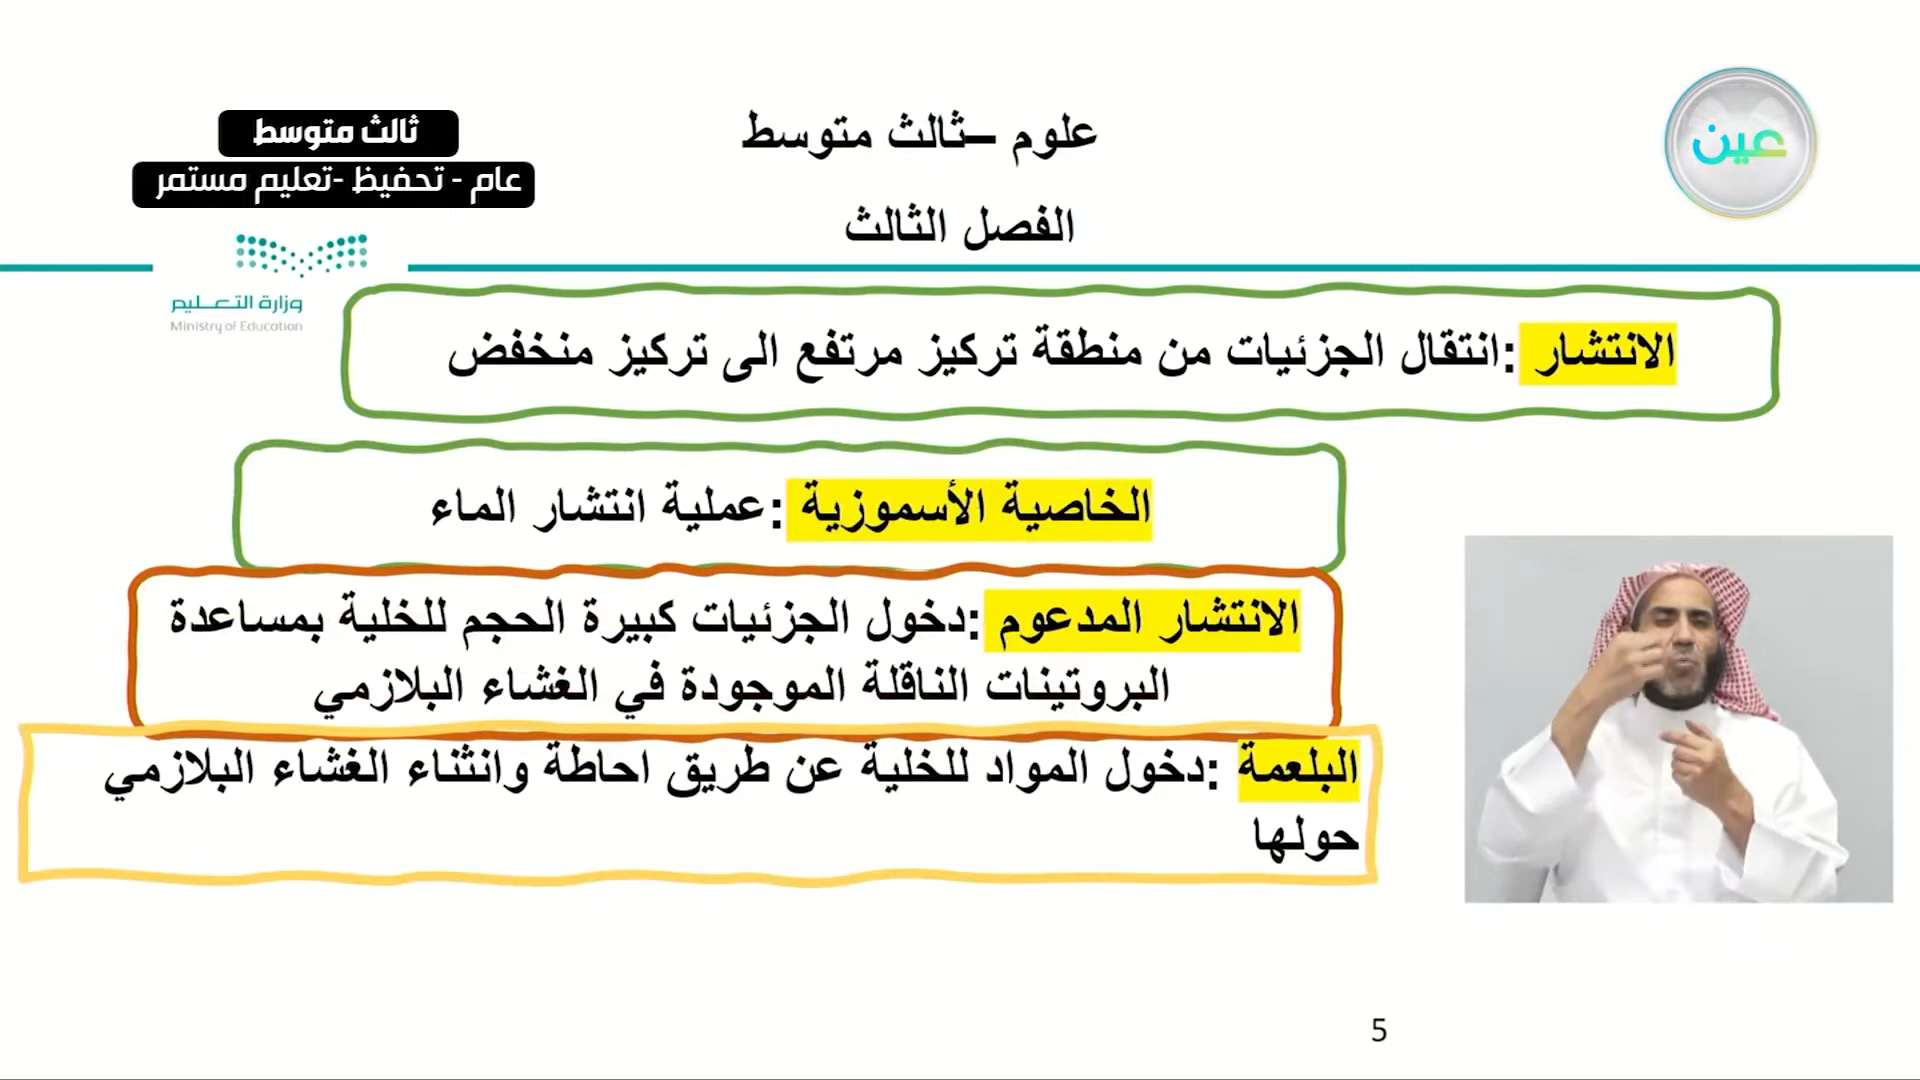 علوم –ثالث متوسط
الفصل الثالث
عين
ثالث متوسط
عام - تحفيظ -تعليم مستمر
وزارة التعليم
Ministry of Education
الانتشار :انتقال الجزئيات من منطقة تركيز مرتفع الى تركيز منخفض
الخاصية الأسموزية :عملية انتشار الماء
الانتشار المدعوم :دخول الجزئيات كبيرة الحجم للخلية بمساعدة
البروتينات الناقلة الموجودة في الغشاء البلازمي
البلعمة :دخول المواد للخلية عن طريق احاطة وانثناء الغشاء البلازمي
حولها
5